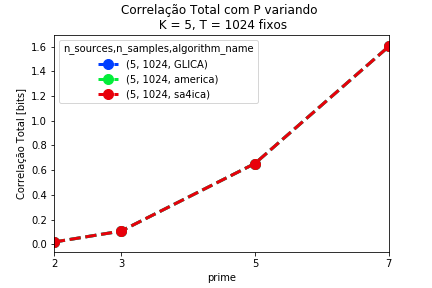 Correlação Total com P variando
K = 5, T = 1024 fixos
Correlação Total [bits]
1.6
1.4
1.2
1.0
0.8
0.6
0.4
0.2
0.0
n_sources,n_samples,algorithm_name
(5, 1024, GLICA)
(5, 1024, america)
(5, 1024, sa4ica)
2 3 5 7
prime